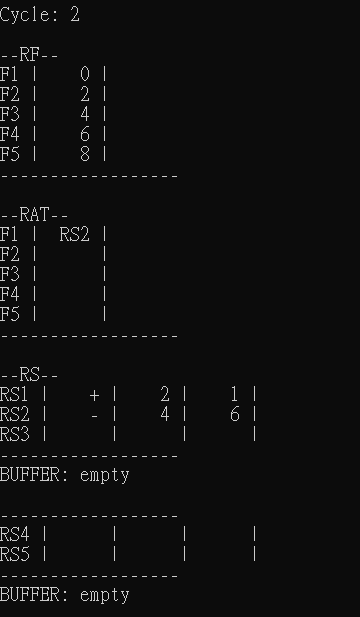 Cycle: 2
--RF--
F1 |    0 |
F2 |    2 |
F3 |    4 |
F4 |    6 |
F5 |    8 |
------------------
--RAT--
F1 |  RS2 |
F2 |      |
F3 |      |
F4 |      |
F5 |      |
------------------
--RS--
RS1 |    + |    2 |    1 |
RS2 |    - |    4 |    6 |
RS3 |      |      |      |
------------------
BUFFER: empty
------------------
RS4 |      |      |      |
RS5 |      |      |      |
------------------
BUFFER: empty